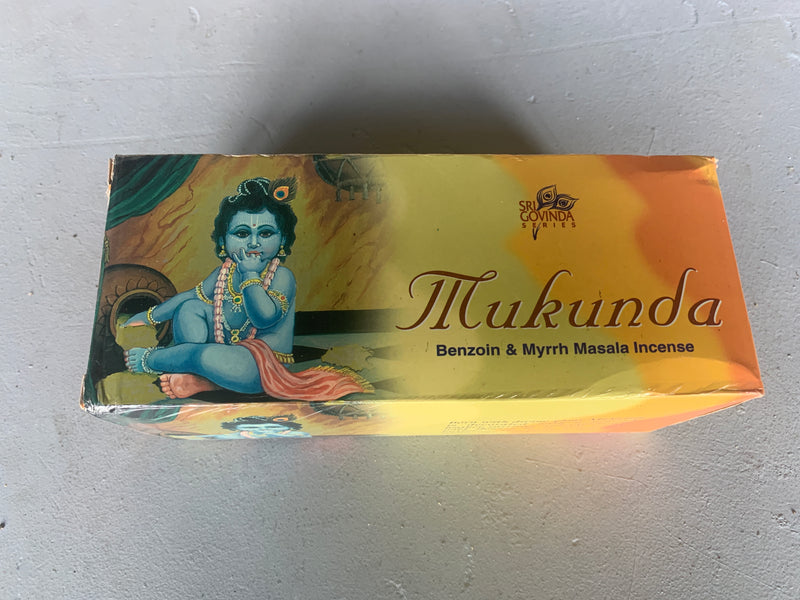 SRI
GOVINDA
SERIES
Mukunda
Benzoin & Myrrh Masala Incense